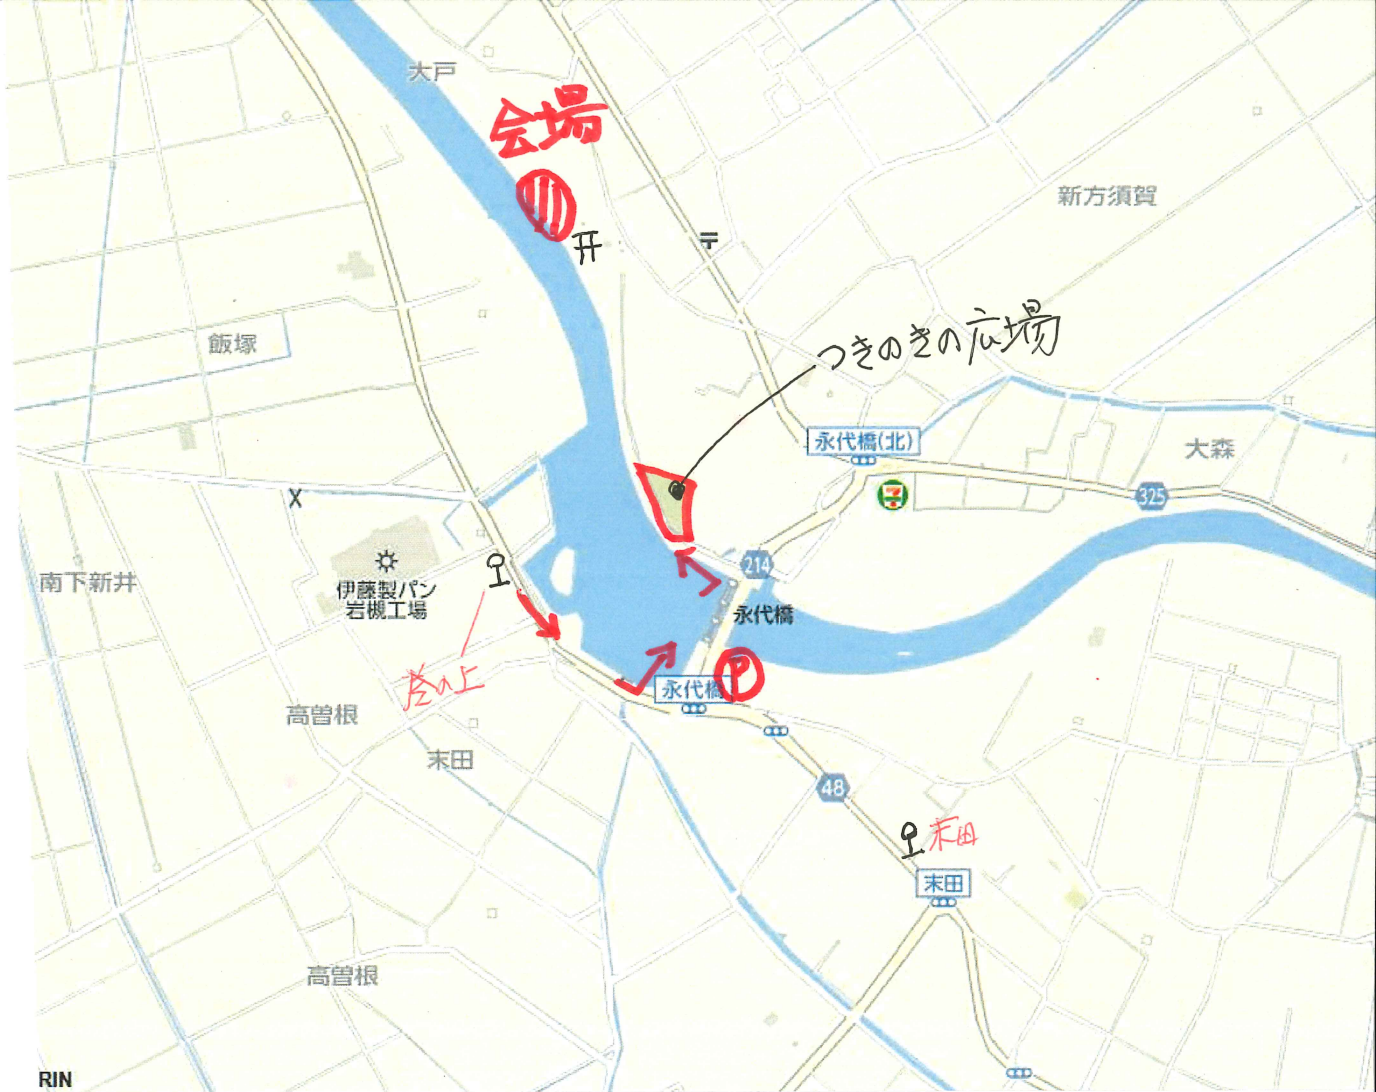 大戸
会場
新方須賀
〒
飯塚
つきのきの広場
永代橋(北)
大森
325
7
X
伊藤製パン
岩槻工場
南下新井
214
永代橋
P
永代橋
巻の上
高曽根
末田
48
末田
末田
高曽根
RIN